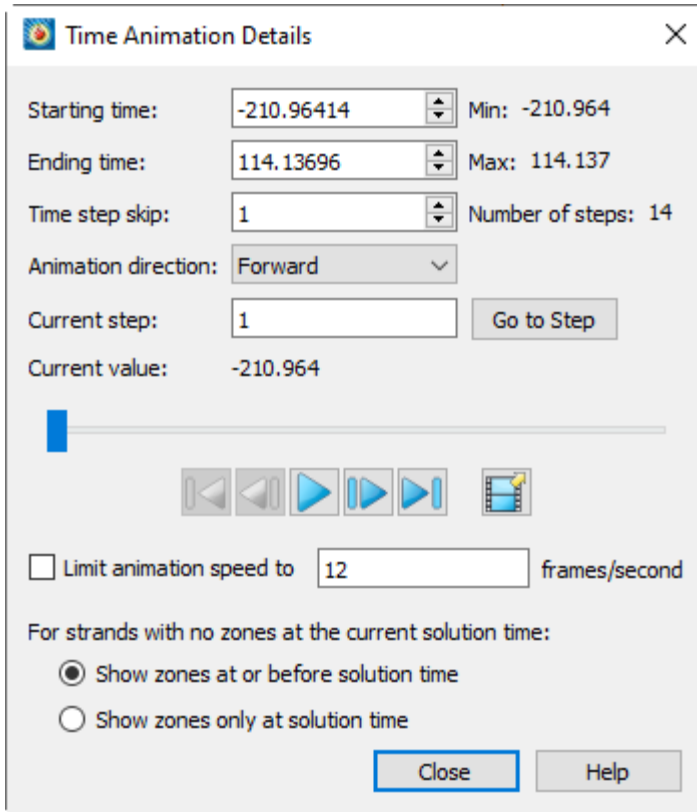 Time Animation Details
Starting time: -210.96414 Min: -210.964
Ending time: 114.13696 Max: 114.137
Time step skip: 1 Number of steps: 14
Animation direction: Forward
Current step: 1 Go to Step
Current value: -210.964
Limit animation speed to 12 frames/second
For strands with no zones at the current solution time:
Show zones at or before solution time
Show zones only at solution time
Close Help